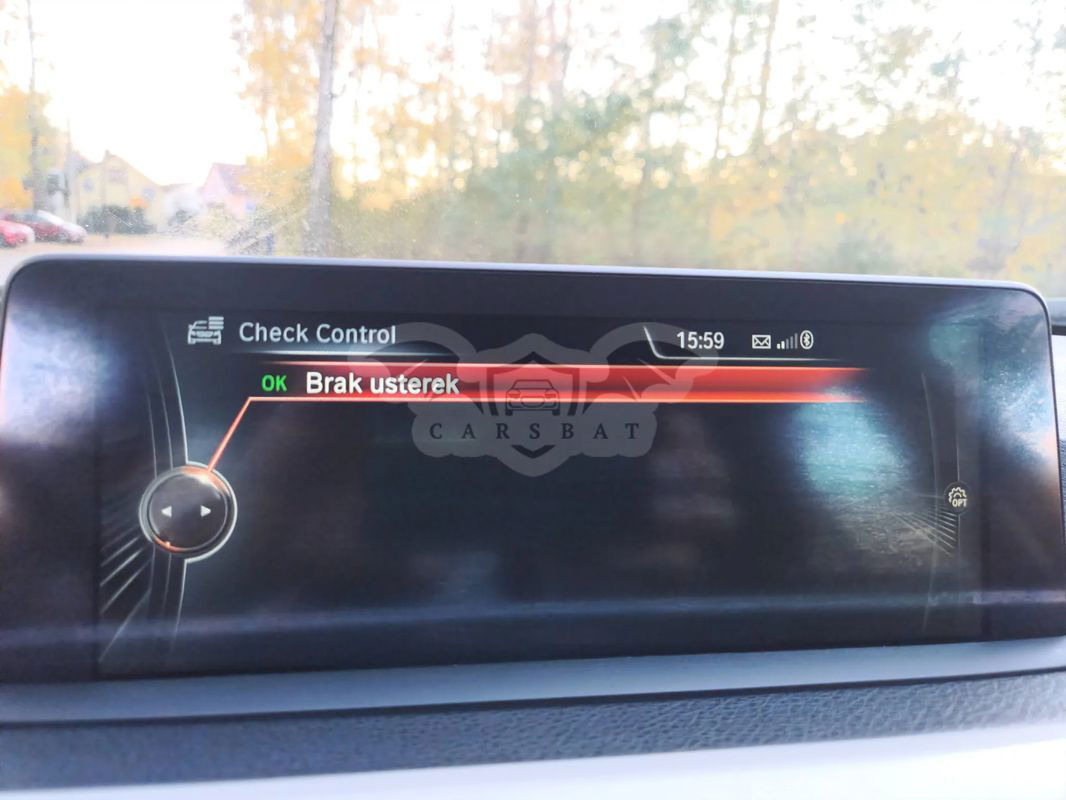 Check Control
15:59
OK Brak usterek
CARSBAT
OPT